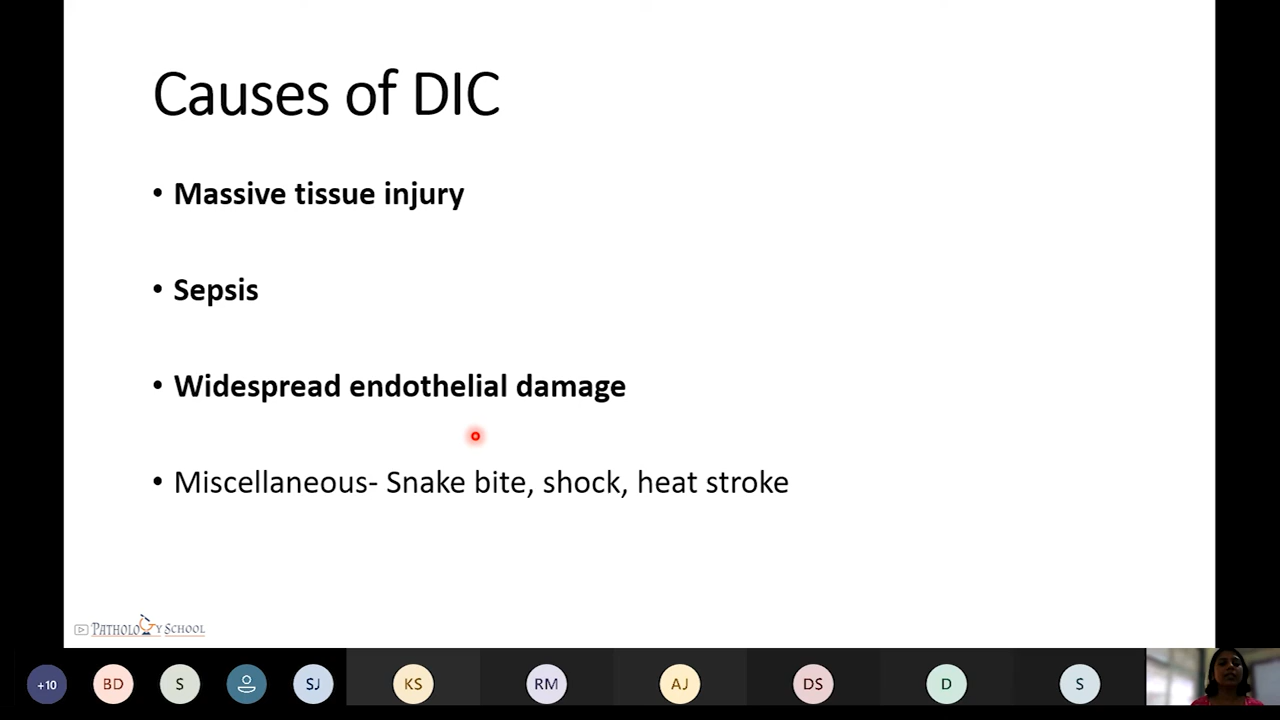 Causes of DIC
• Massive tissue injury
• Sepsis
• Widespread endothelial damage
• Miscellaneous- Snake bite, shock, heat stroke
PATHOLOGY SCHOOL
+10
BD
S
SJ
KS
RM
AJ
DS
D
S